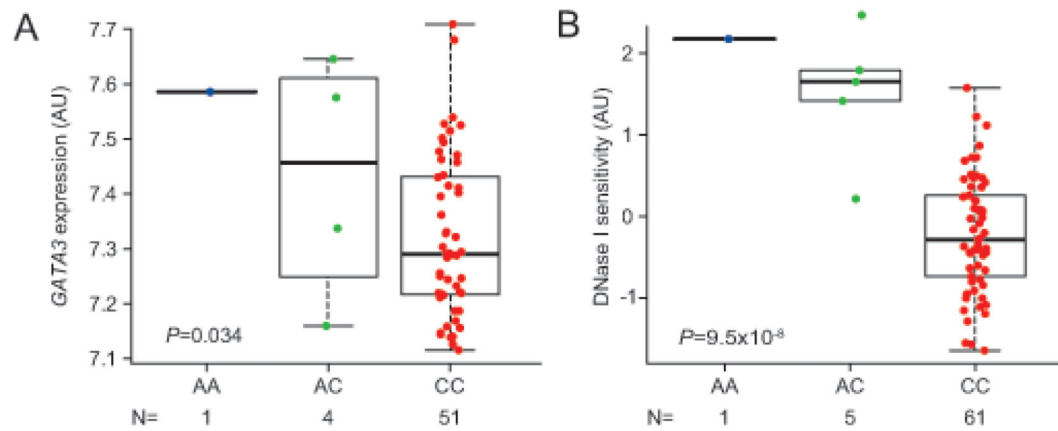 A
7.7
7.6
7.5
7.4
7.3
7.2
7.1
GATA3 expression (AU)
P=0.034
AA AC CC
N= 1 4 51
B
2
1
0
-1
DNase I sensitivity (AU)
P=9.5x10⁻⁸
AA AC CC
N= 1 5 61